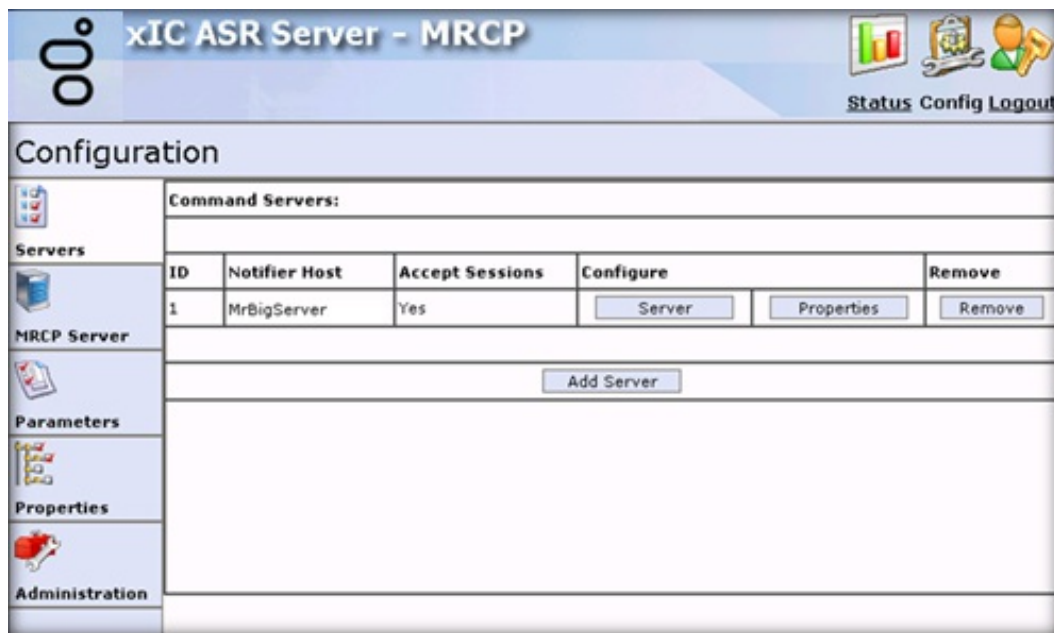 xIC ASR Server - MRCP
Status Config Logout
Configuration
Servers
MRCP Server
Parameters
Properties
Administration
Command Servers:
ID Notifier Host Accept Sessions Configure Remove
1 MrBigServer Yes Server Properties Remove
Add Server